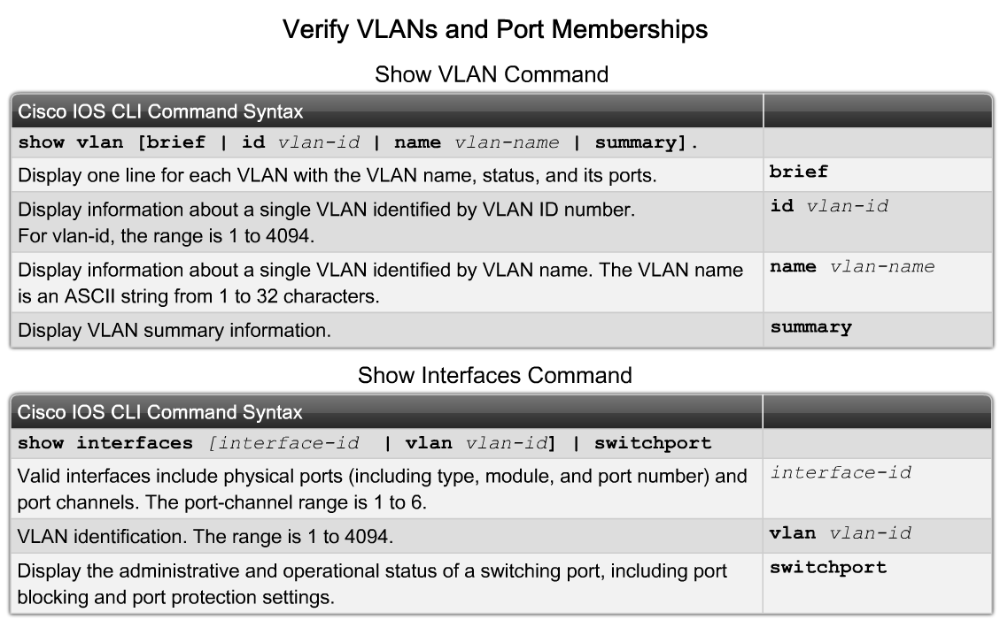 Verify VLANs and Port Memberships
Show VLAN Command
Cisco IOS CLI Command Syntax
show vlan [brief | id vlan-id | name vlan-name | summary].
Display one line for each VLAN with the VLAN name, status, and its ports.
brief
Display information about a single VLAN identified by VLAN ID number.
For vlan-id, the range is 1 to 4094.
id vlan-id
Display information about a single VLAN identified by VLAN name. The VLAN name
is an ASCII string from 1 to 32 characters.
name vlan-name
Display VLAN summary information.
summary
Show Interfaces Command
Cisco IOS CLI Command Syntax
show interfaces [interface-id | vlan vlan-id] | switchport
Valid interfaces include physical ports (including type, module, and port number) and
port channels. The port-channel range is 1 to 6.
interface-id
VLAN identification. The range is 1 to 4094.
vlan vlan-id
Display the administrative and operational status of a switching port, including port
blocking and port protection settings.
switchport